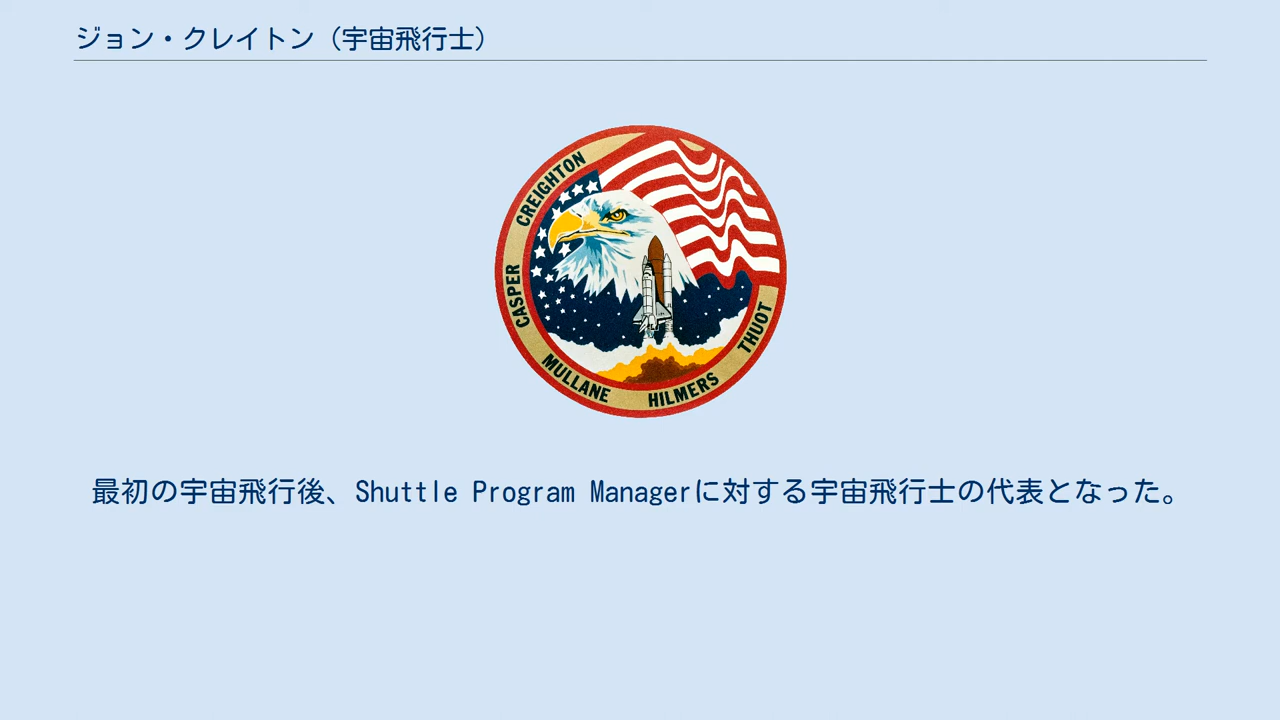 ジョン・クレイトン（宇宙飛行士）
CREIGHTON
CASPER
MULLANE
HILMERS
THUOT
最初の宇宙飛行後、Shuttle Program Managerに対する宇宙飛行士の代表となった。